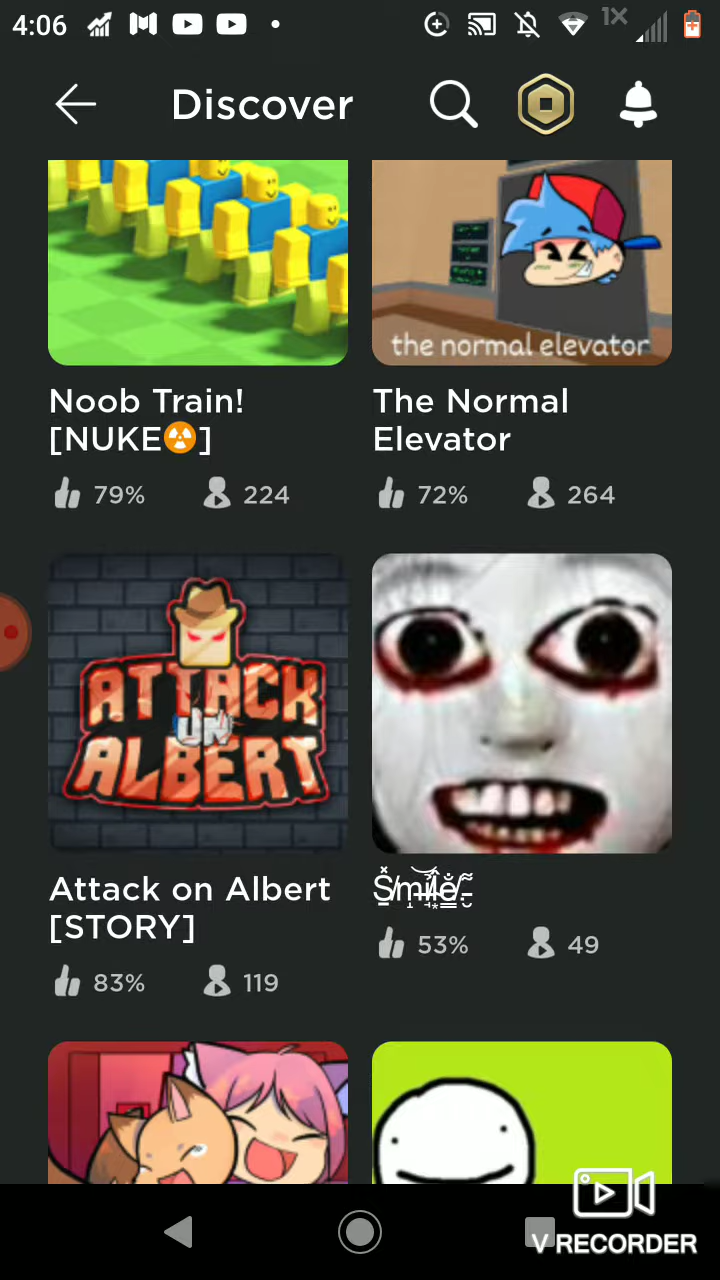 4:06 1X
Discover
the normal elevator
Noob Train!
[NUKE☢️]
The Normal
Elevator
79% 224
72% 264
ATTACK
ON
ALBERT
Attack on Albert
[STORY]
Smile
83% 119
53% 49
V RECORDER